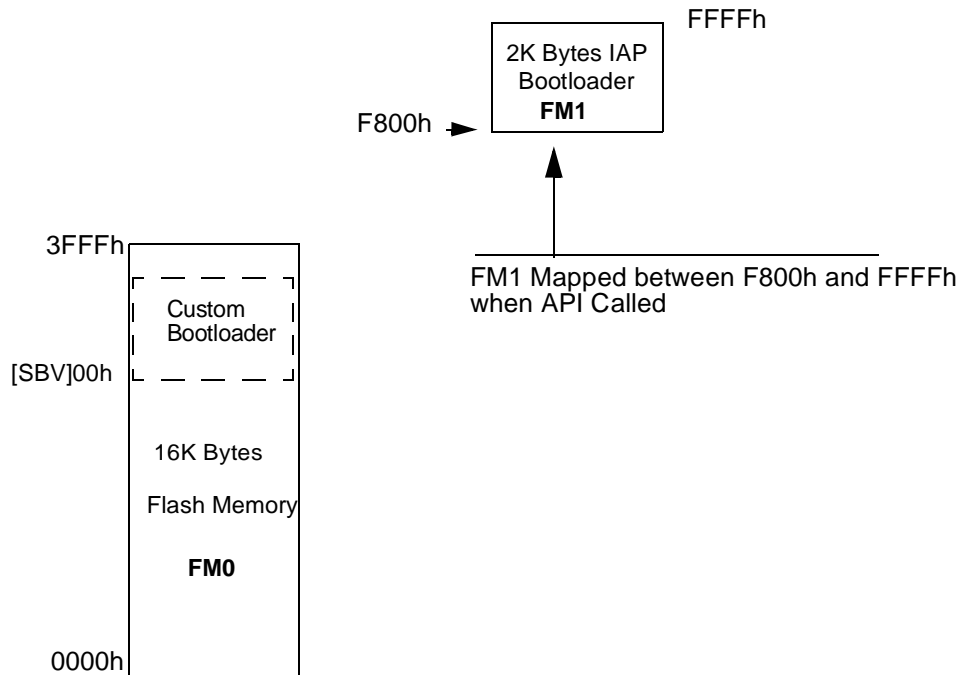 FFFFh
2K Bytes IAP
Bootloader
FM1
F800h
3FFFh
FM1 Mapped between F800h and FFFFh
when API Called
Custom
Bootloader
[SBV]00h
16K Bytes
Flash Memory
FM0
0000h